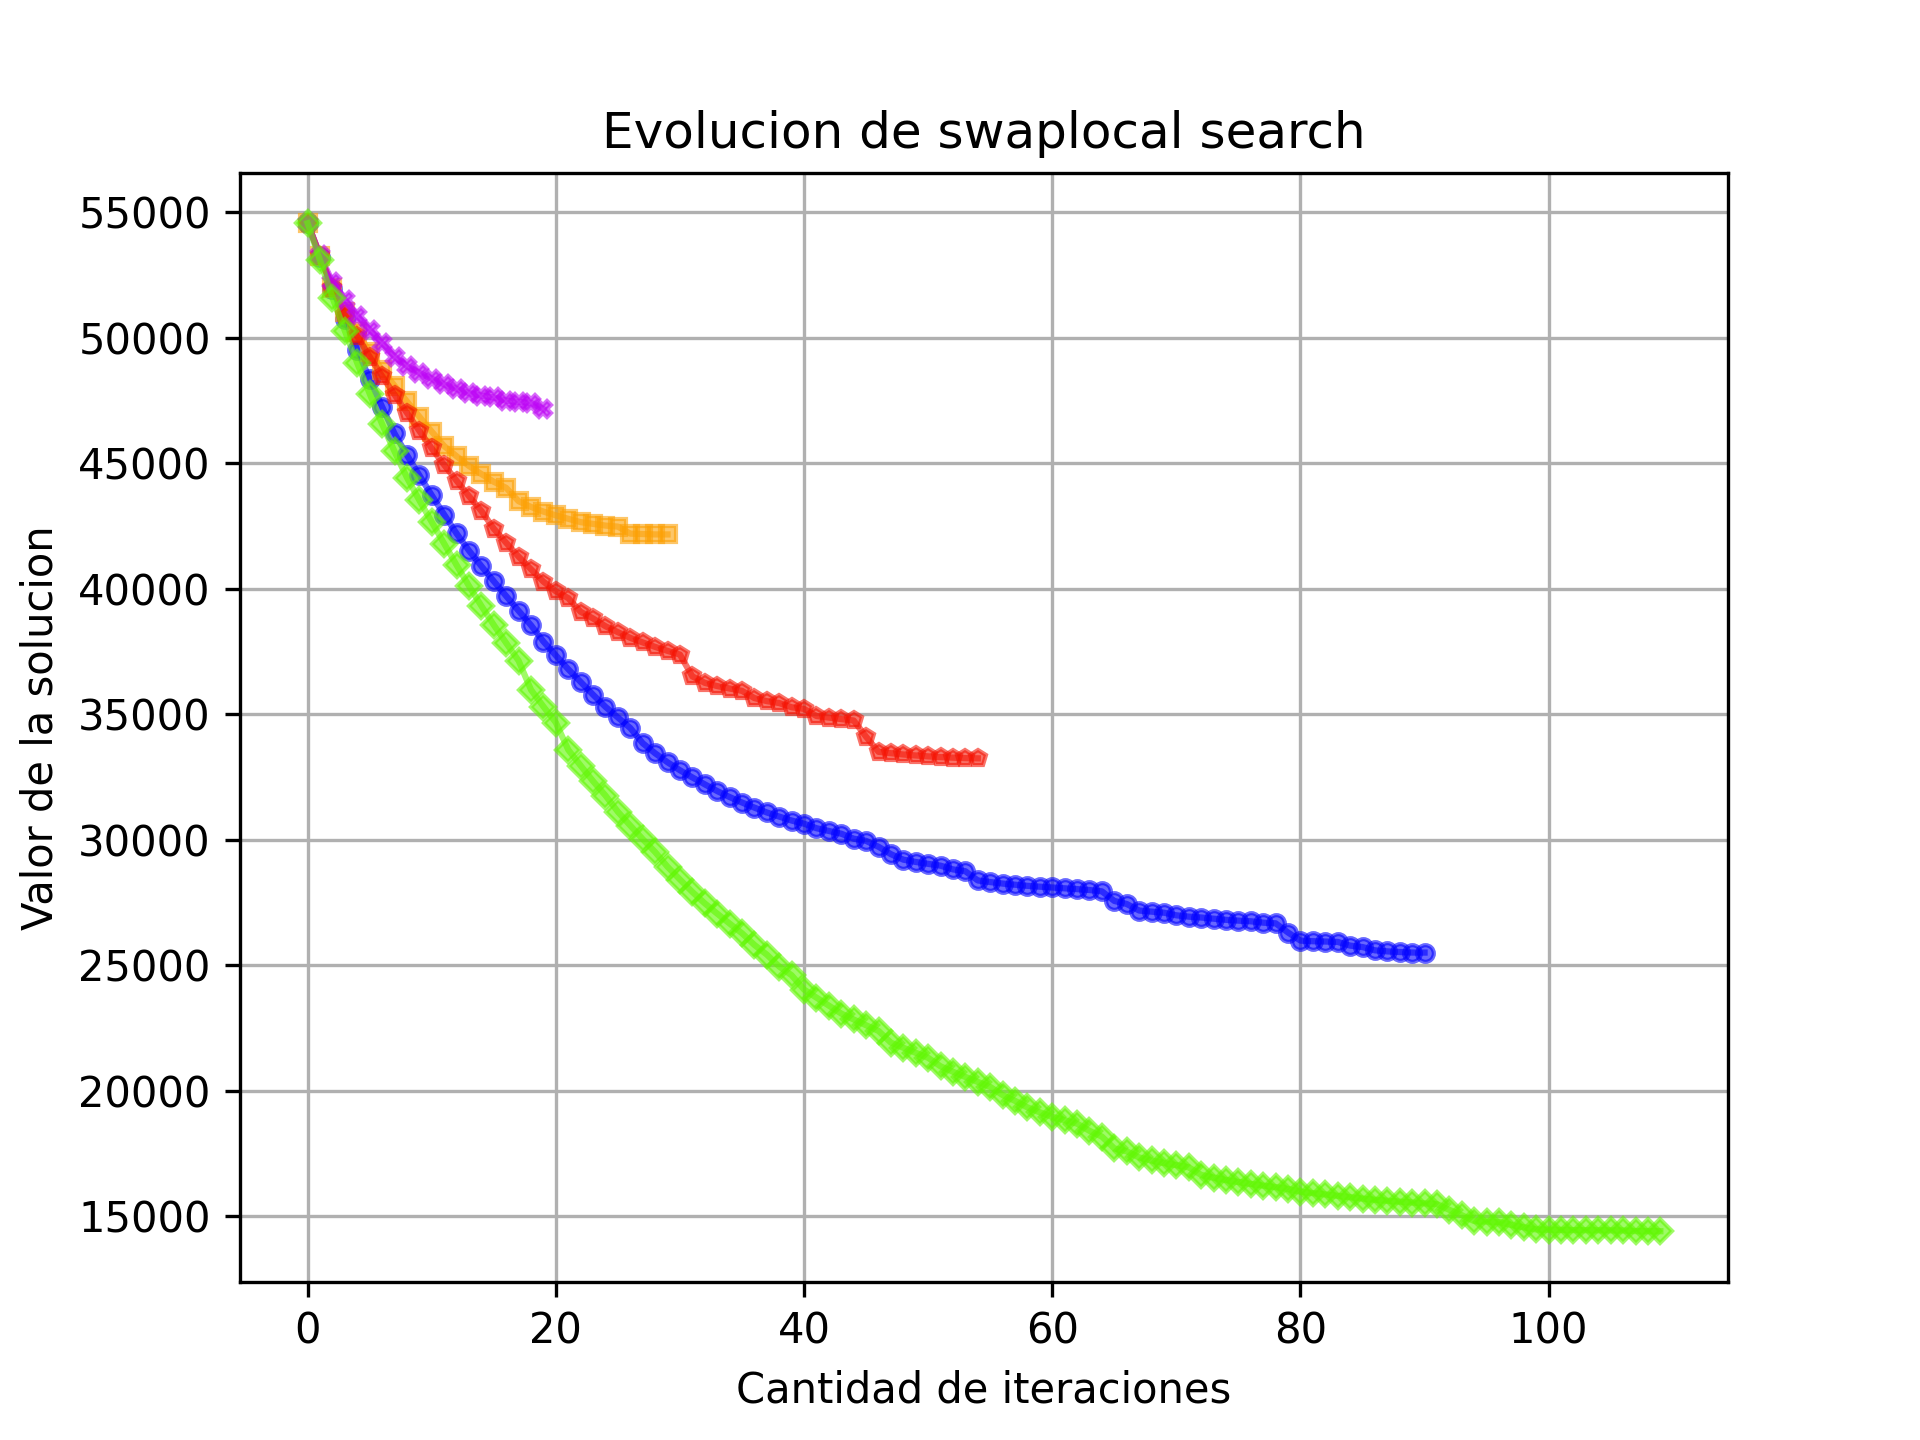 Evolucion de swaplocal search
Valor de la solucion
55000
50000
45000
40000
35000
30000
25000
20000
15000
0 20 40 60 80 100
Cantidad de iteraciones